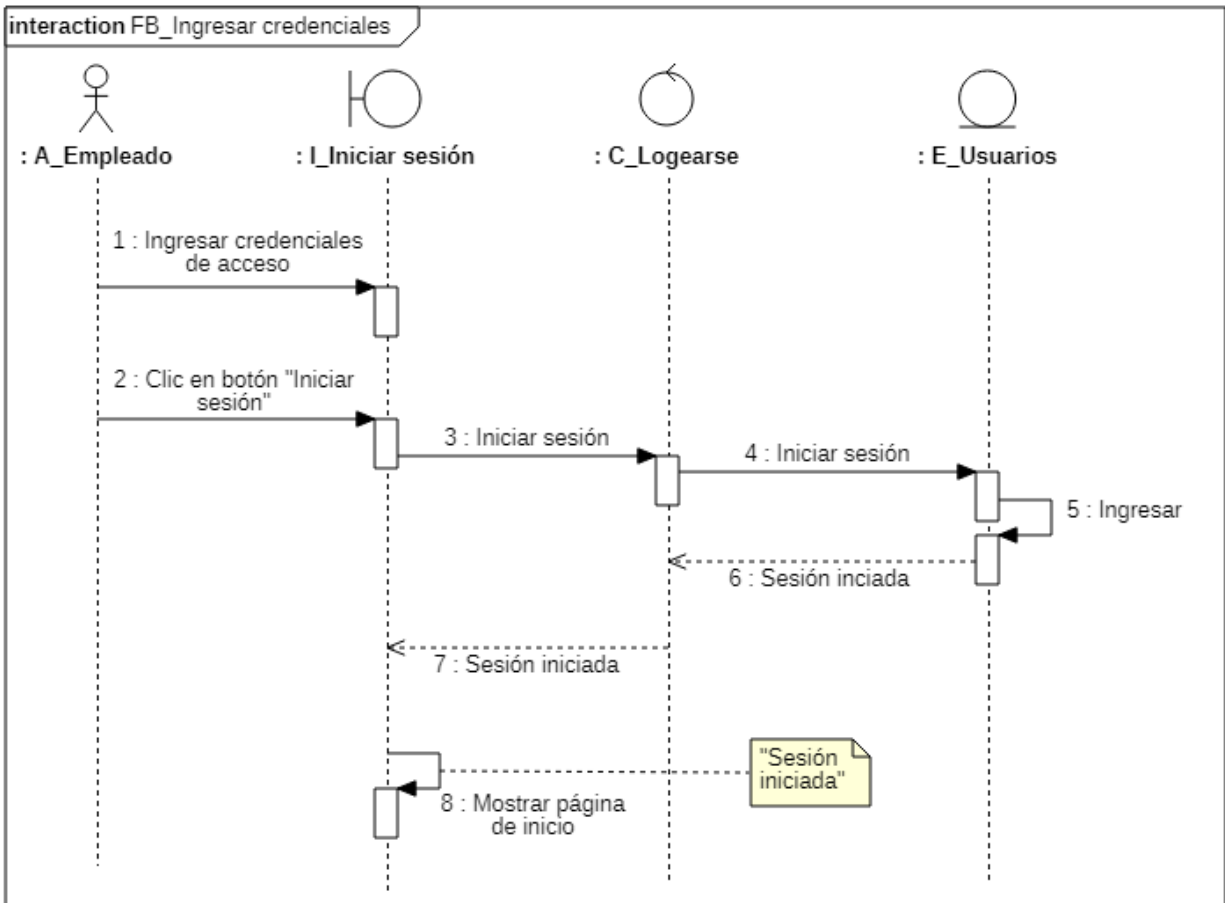 interaction FB_Ingresar credenciales
: A_Empleado
: I_Iniciar sesión
: C_Logearse
: E_Usuarios
1 : Ingresar credenciales
de acceso
2 : Clic en botón "Iniciar
sesión"
3 : Iniciar sesión
4 : Iniciar sesión
5 : Ingresar
6 : Sesión inciada
7 : Sesión iniciada
"Sesión
iniciada"
8 : Mostrar página
de inicio